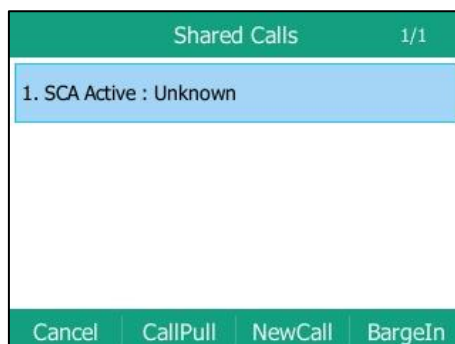 Shared Calls 1/1
1. SCA Active : Unknown
Cancel CallPull NewCall BargeIn